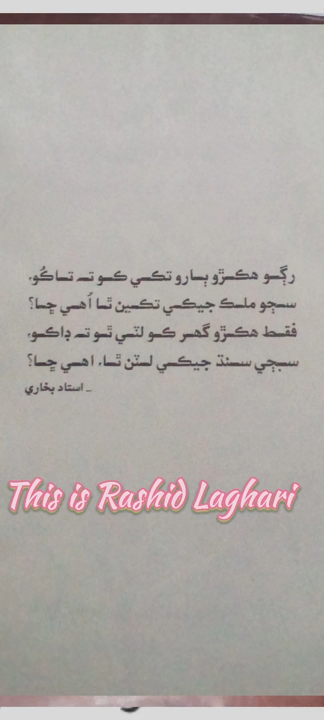 رڳو هڪڙو ٻارو تڪي ڪو تہ تاڪُو،
سڄو ملڪ جيڪي تڪين ٿا اُهي ڇا؟
فقط هڪڙو گهر ڪو لٽي ٿو تہ ڌاڪو،
سڄي سنڌ جيڪي لٽن ٿا، اهي ڇا؟
_ استاد بخاري
This is Rashid Laghari